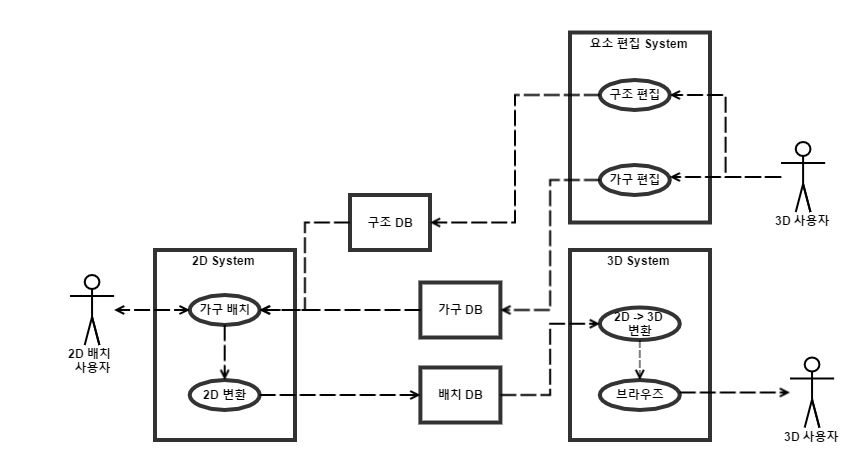 요소 편집 System
구조 편집
가구 편집
3D 사용자
구조 DB
2D System
3D System
가구 배치
가구 DB
2D -> 3D
변환
2D 배치
사용자
2D 변환
배치 DB
브라우즈
3D 사용자